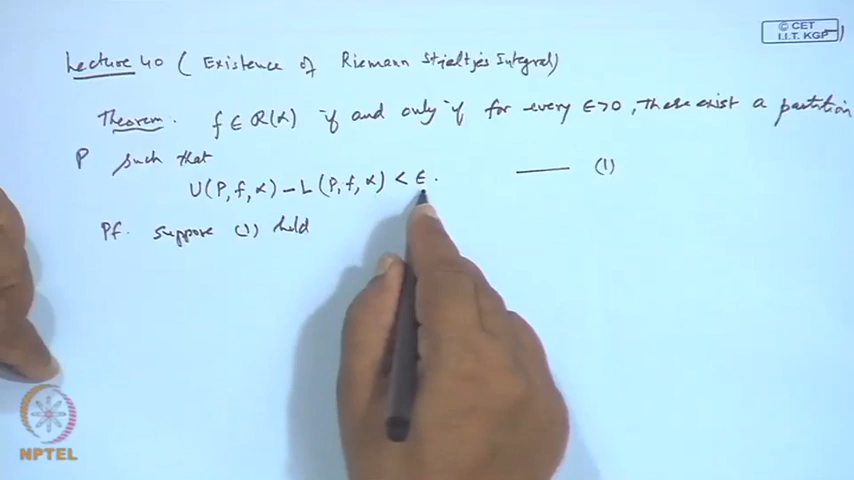 © CET
I.I.T. KGP
Lecture 40 ( Existence of Riemann Stieltjes Integral)
Theorem. f ∈ R(α) if and only if for every ∈>0, There exist a partition
P such that
U(P, f, α) – L(P, f, α) < ∈. —— (1)
Pf. suppose (1) hold
NPTEL